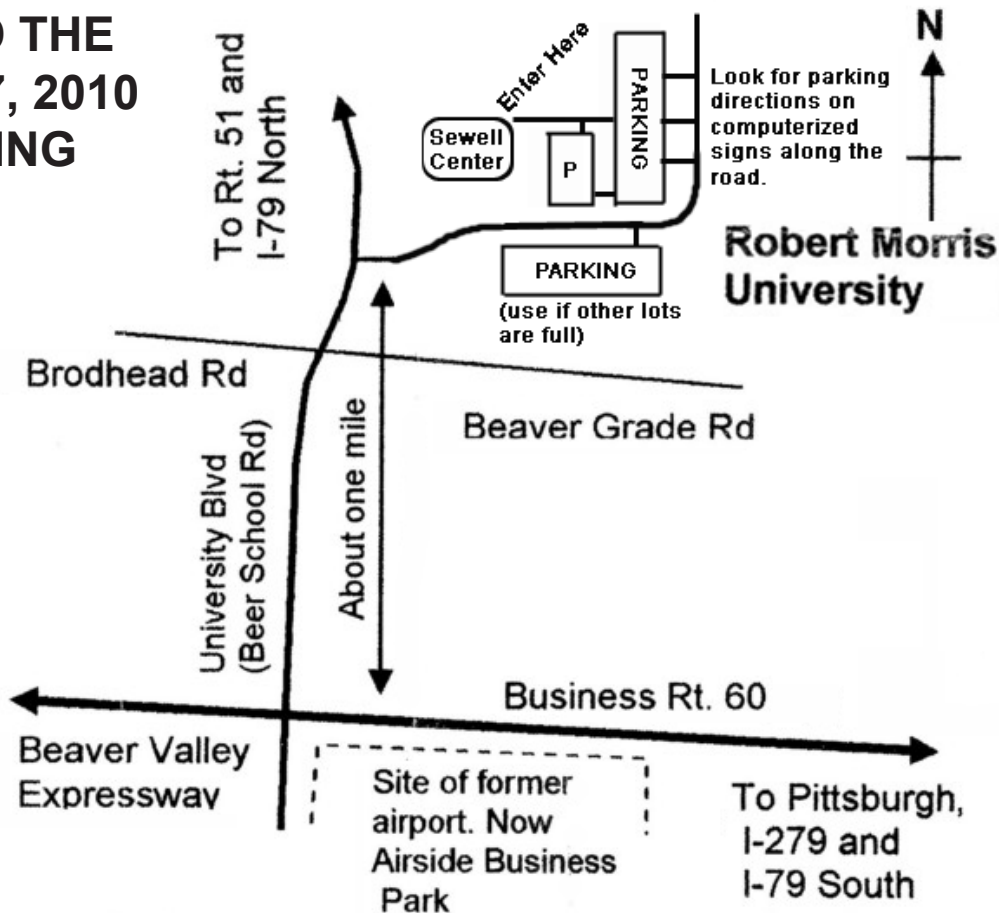 THE
, 2010
ING
N
To Rt. 51 and
I-79 North
Enter Here
Sewell
Center
P
PARKING
Look for parking
directions on
computerized
signs along the
road.
Robert Morris
University
PARKING
(use if other lots
are full)
Brodhead Rd
Beaver Grade Rd
University Blvd
(Beer School Rd)
About one mile
Business Rt. 60
Beaver Valley
Expressway
Site of former
airport. Now
Airside Business
Park
To Pittsburgh,
I-279 and
I-79 South